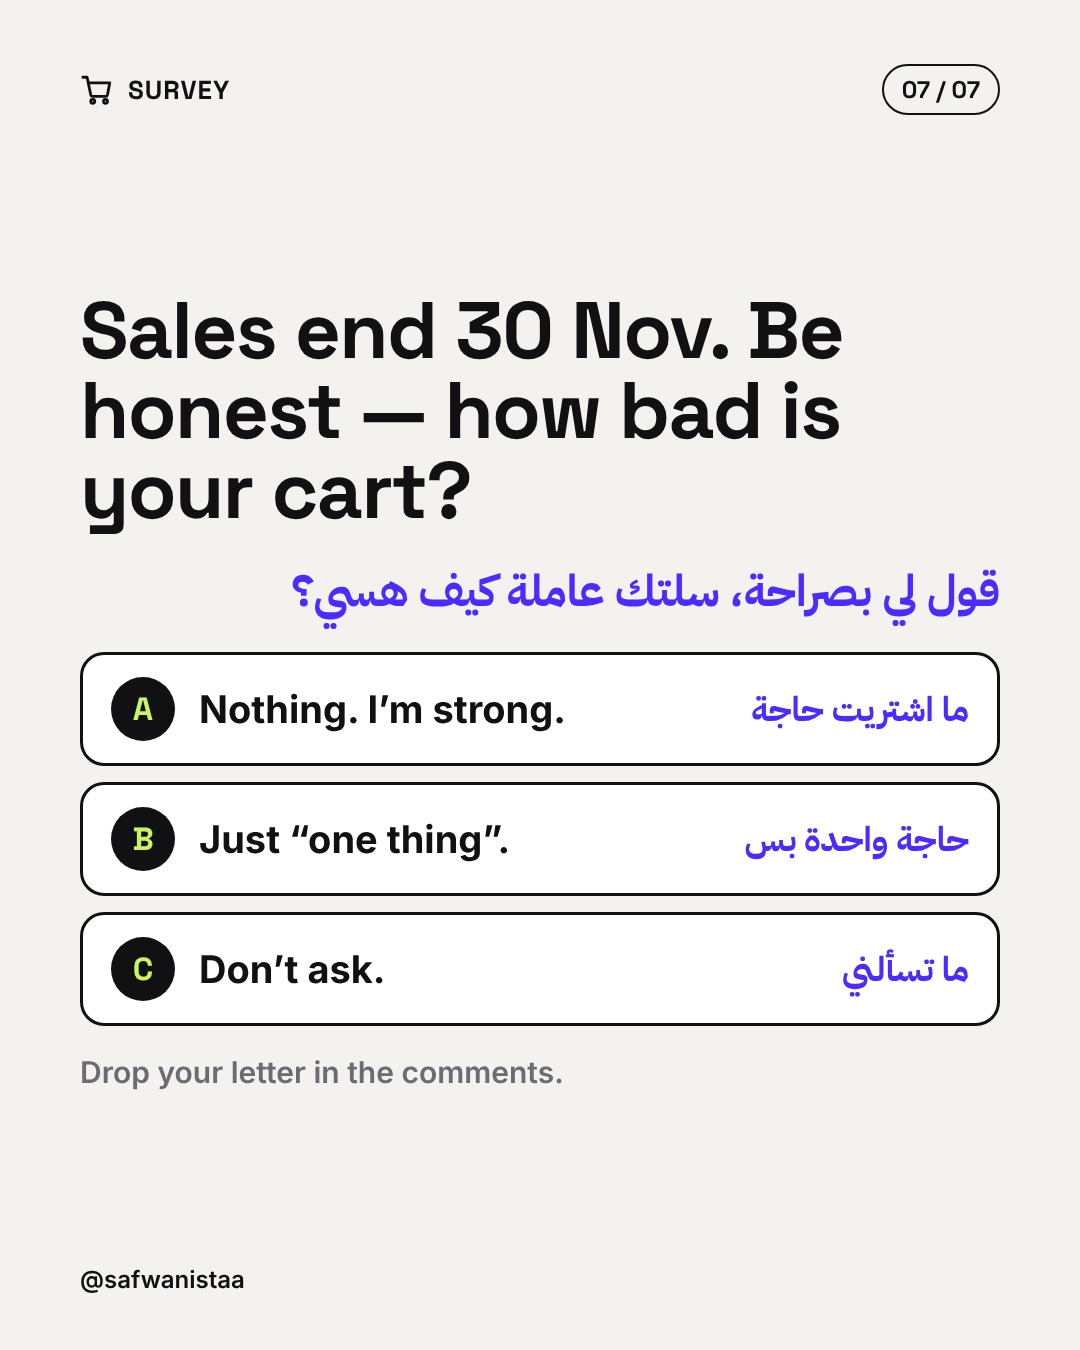 SURVEY
07 / 07
Sales end 30 Nov. Be
honest — how bad is
your cart?
قول لي بصراحة، سلتك عاملة كيف هسي؟
A Nothing. I’m strong. ما اشتريت حاجة
B Just “one thing”. حاجة واحدة بس
C Don’t ask. ما تسألني
Drop your letter in the comments.
@safwanistaa